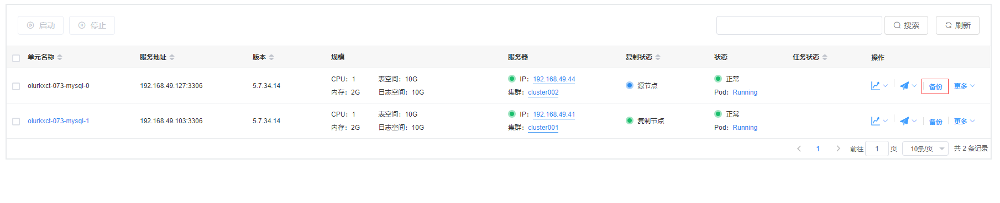 启动 停止 搜索 刷新
单元名称 服务地址 版本 规模 服务器 复制状态 状态 任务状态 操作
CPU：1 表空间：10G IP：192.168.49.44 正常
olurkxct-073-mysql-0 192.168.49.127:3306 5.7.34.14 源节点 备份 更多
内存：2G 日志空间：10G 集群：cluster002 Pod：Running
CPU：1 表空间：10G IP：192.168.49.41 正常
olurkxct-073-mysql-1 192.168.49.103:3306 5.7.34.14 复制节点 备份 更多
内存：2G 日志空间：10G 集群：cluster001 Pod：Running
1 前往 1 页 10条/页 共 2 条记录